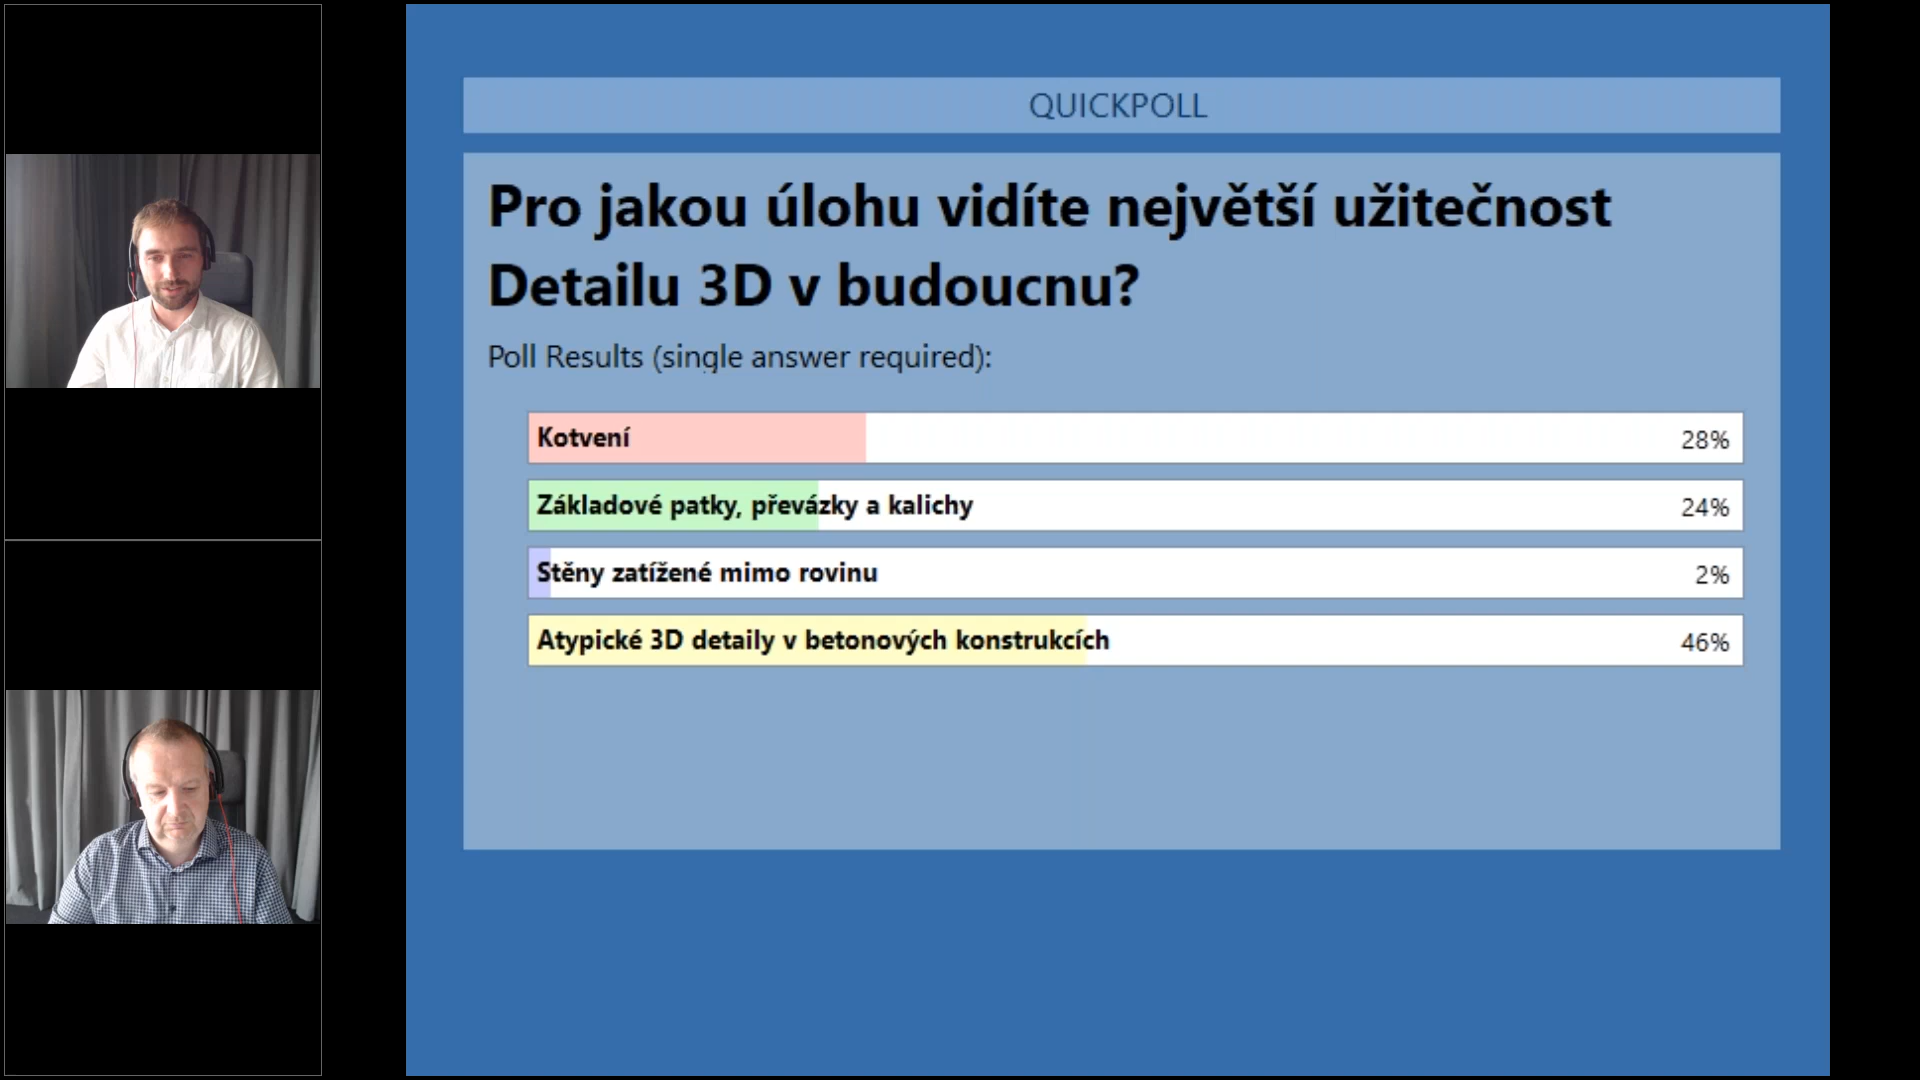 QUICKPOLL
Pro jakou úlohu vidíte největší užitečnost
Detailu 3D v budoucnu?
Poll Results (single answer required):
Kotvení 28%
Základové patky, převázky a kalichy 24%
Stěny zatížené mimo rovinu 2%
Atypické 3D detaily v betonových konstrukcích 46%